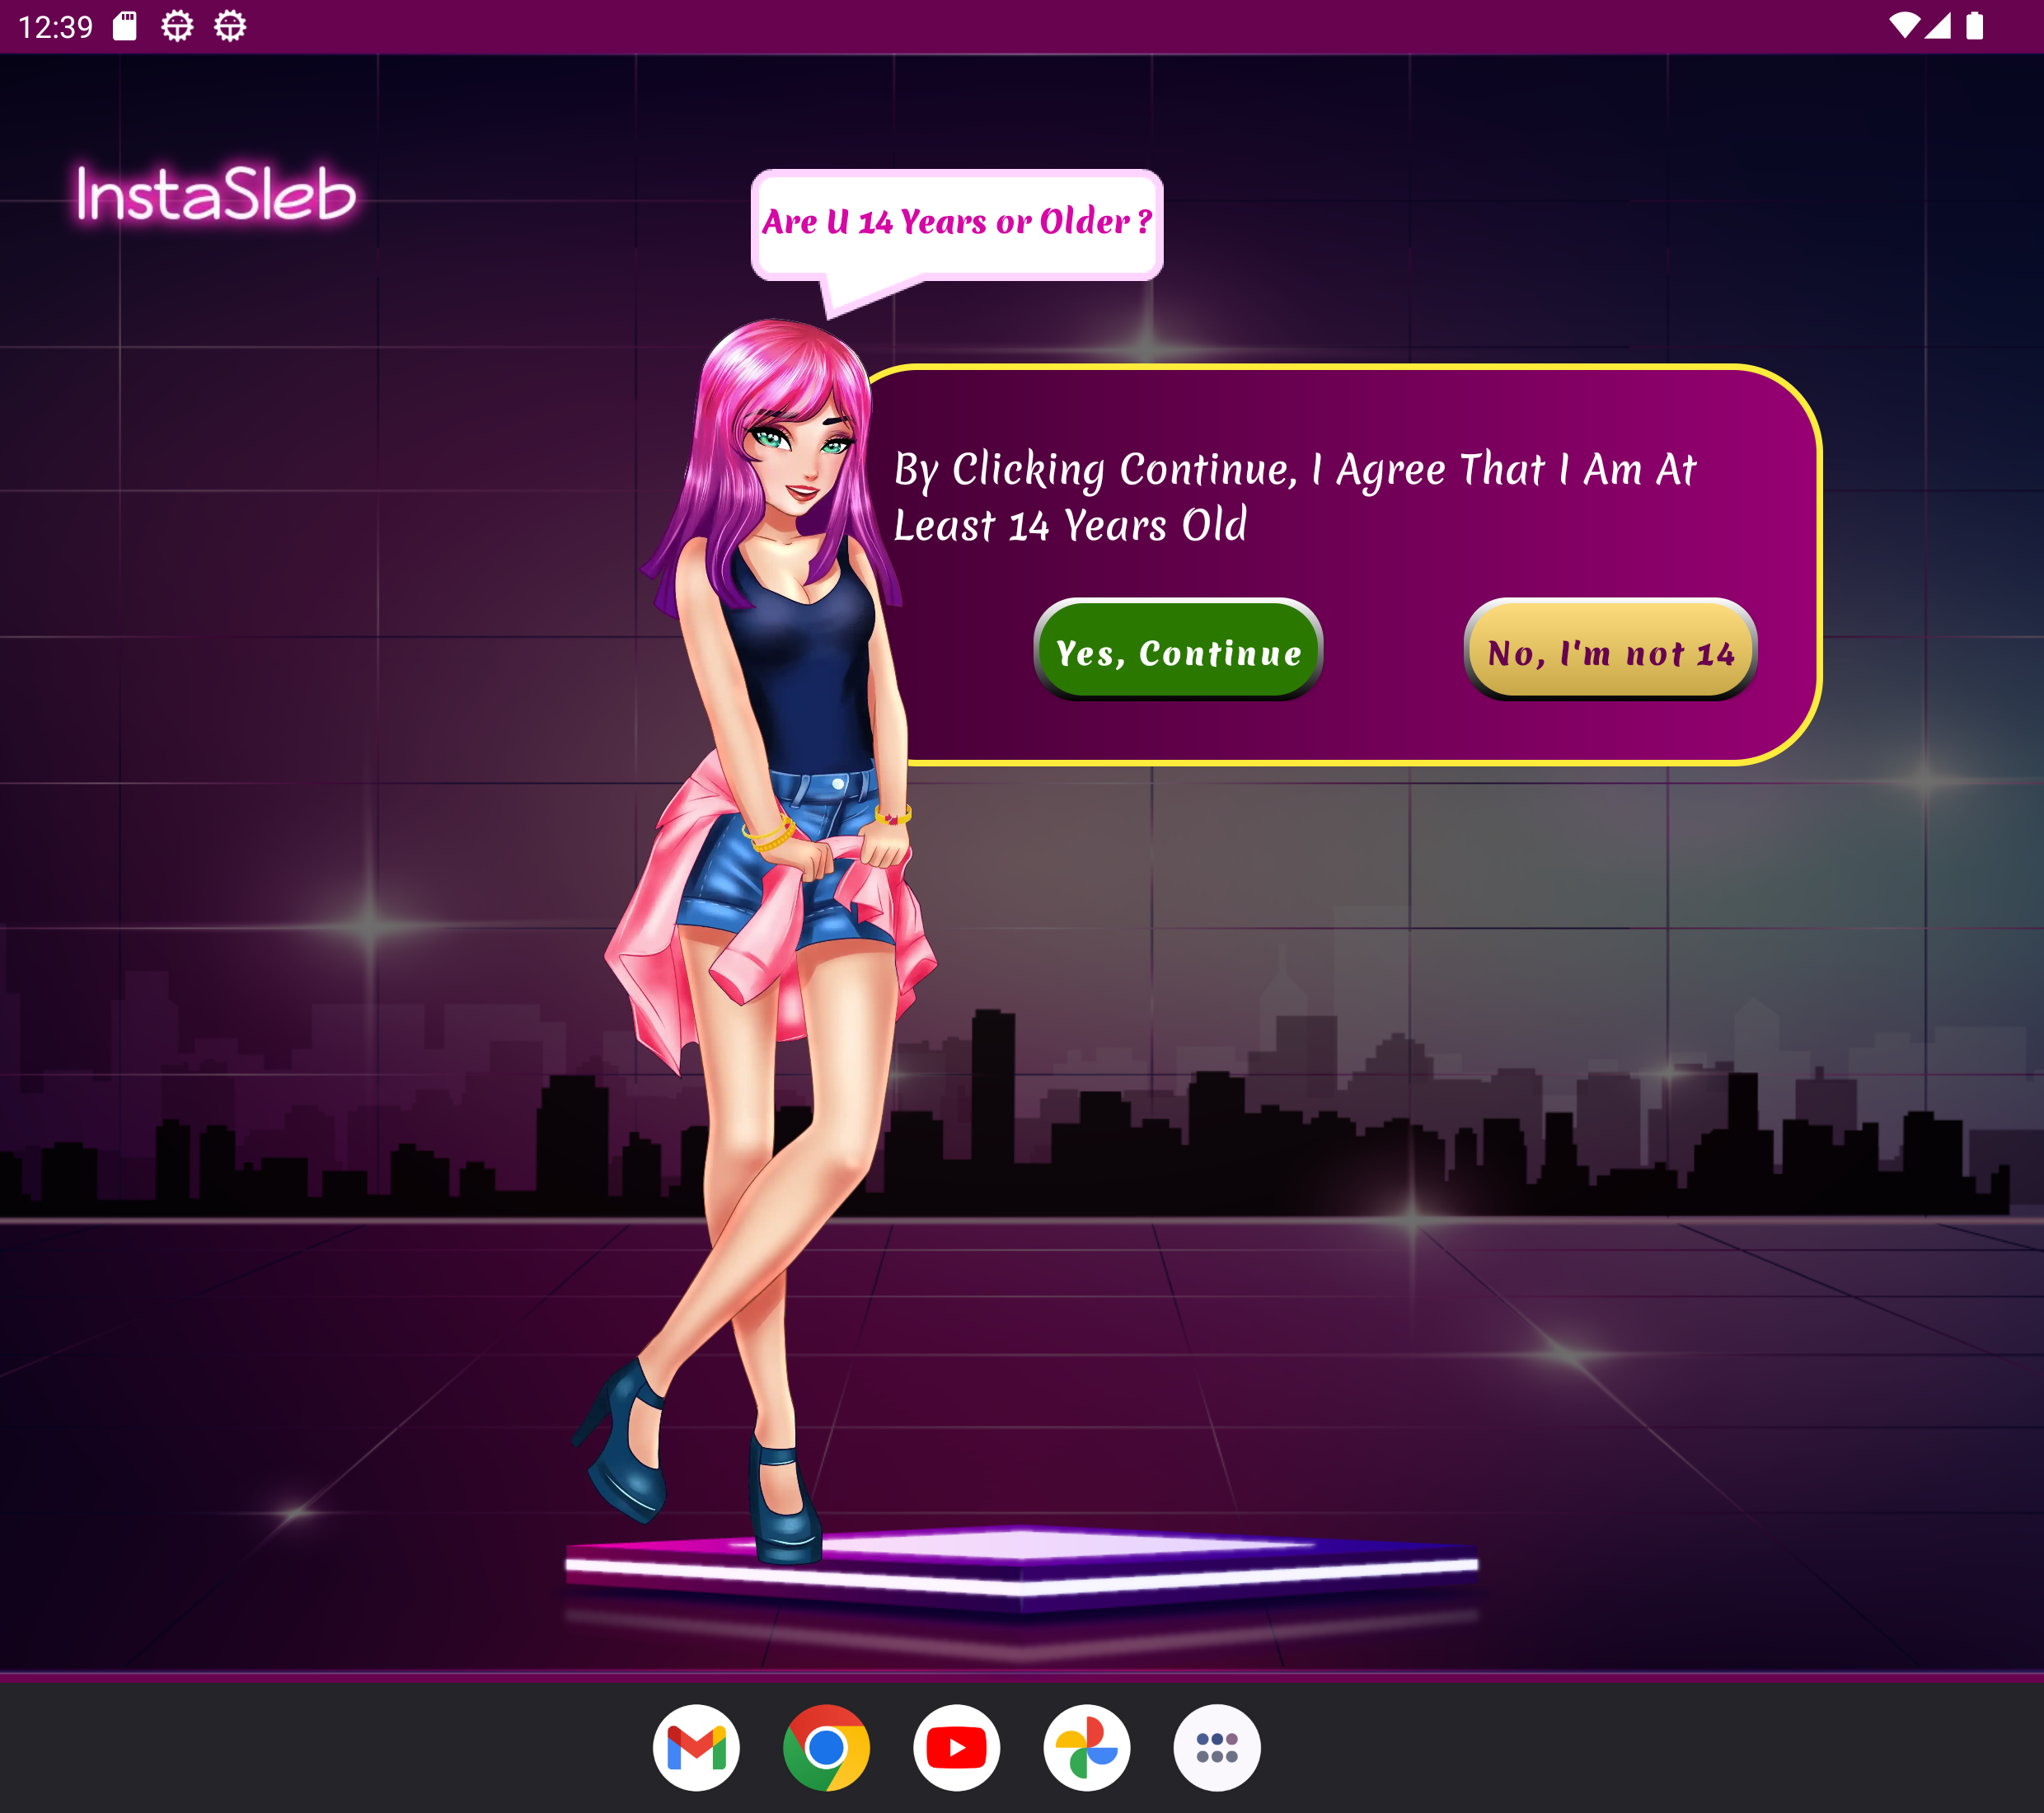 12:39
InstaSleb
Are U 14 Years or Older ?
By Clicking Continue, I Agree That I Am At
Least 14 Years Old
Yes, Continue
No, I'm not 14